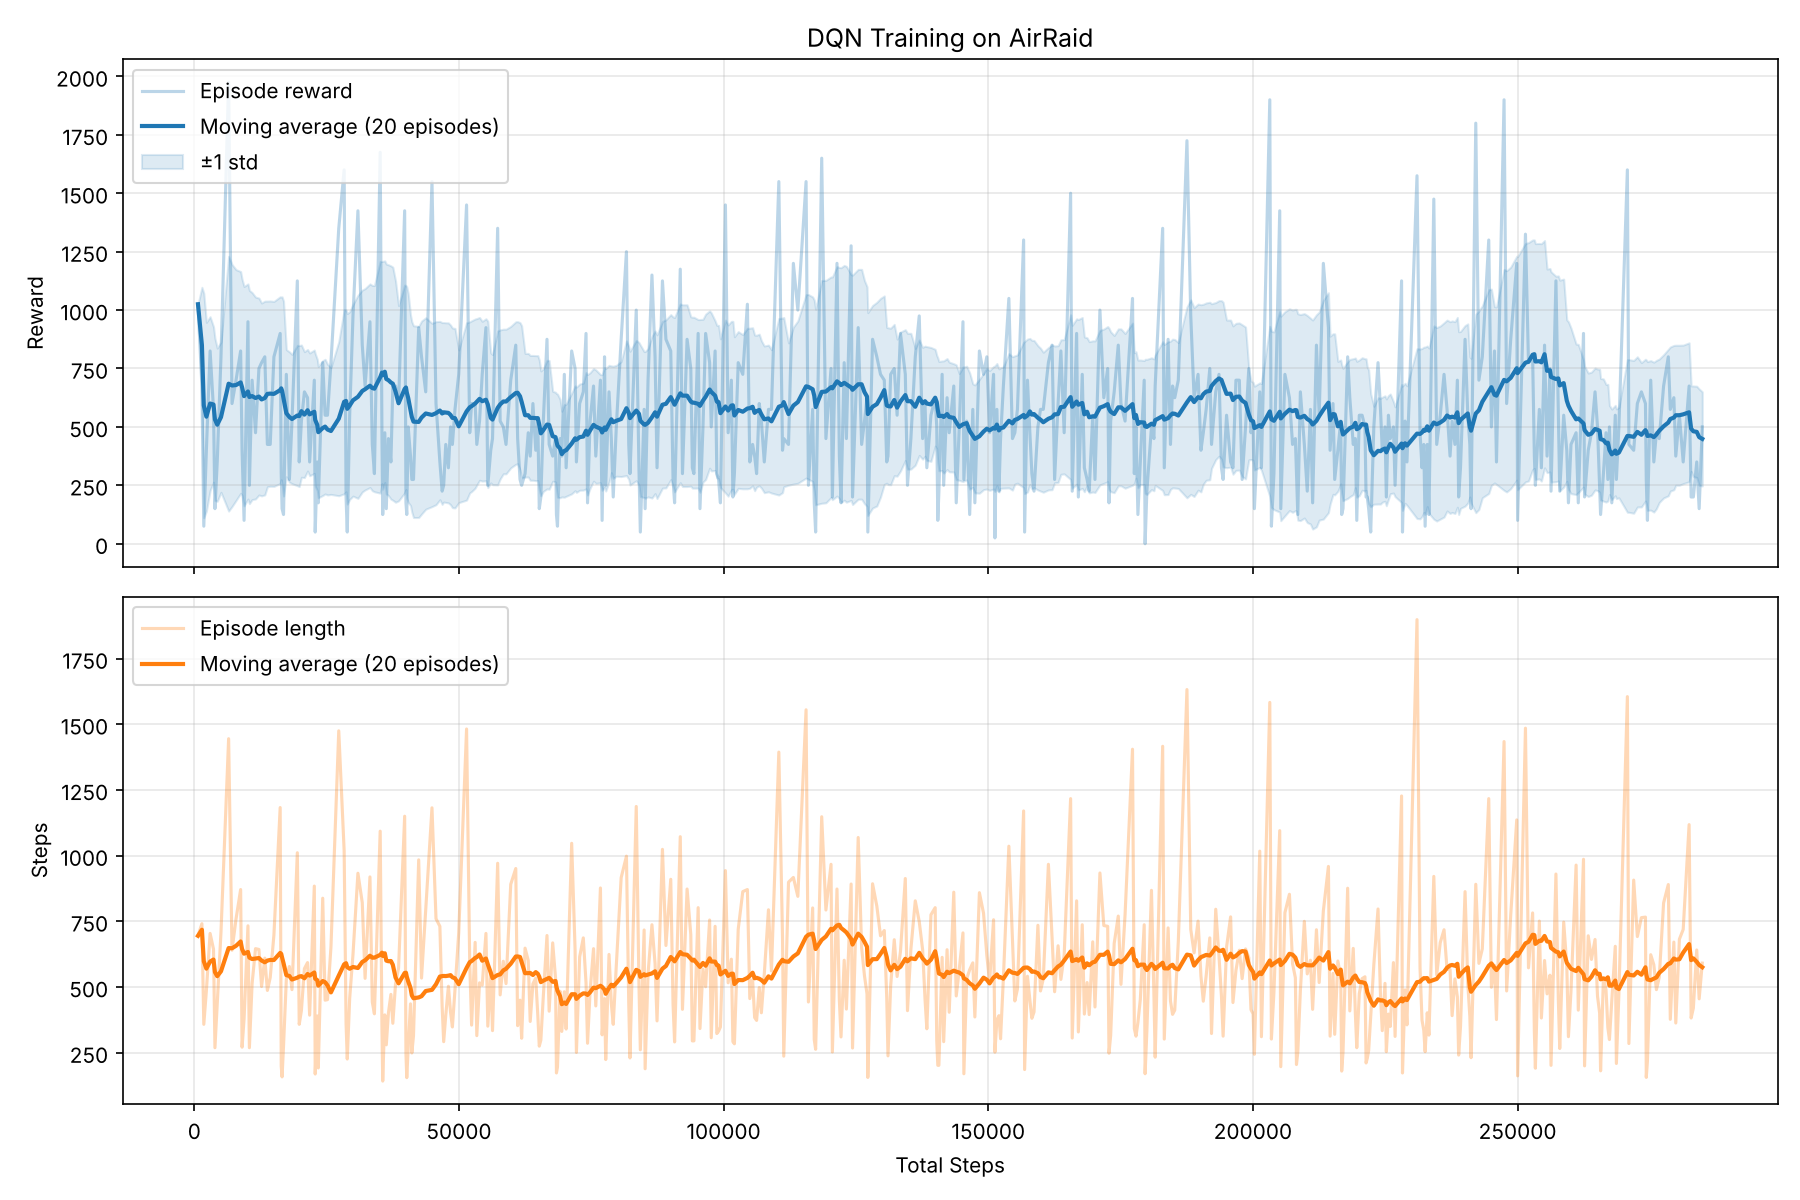 DQN Training on AirRaid
Episode reward
Moving average (20 episodes)
±1 std
2000
1750
1500
1250
1000
750
500
250
0
Reward
Episode length
Moving average (20 episodes)
1750
1500
1250
1000
750
500
250
Steps
0
50000
100000
150000
200000
250000
Total Steps